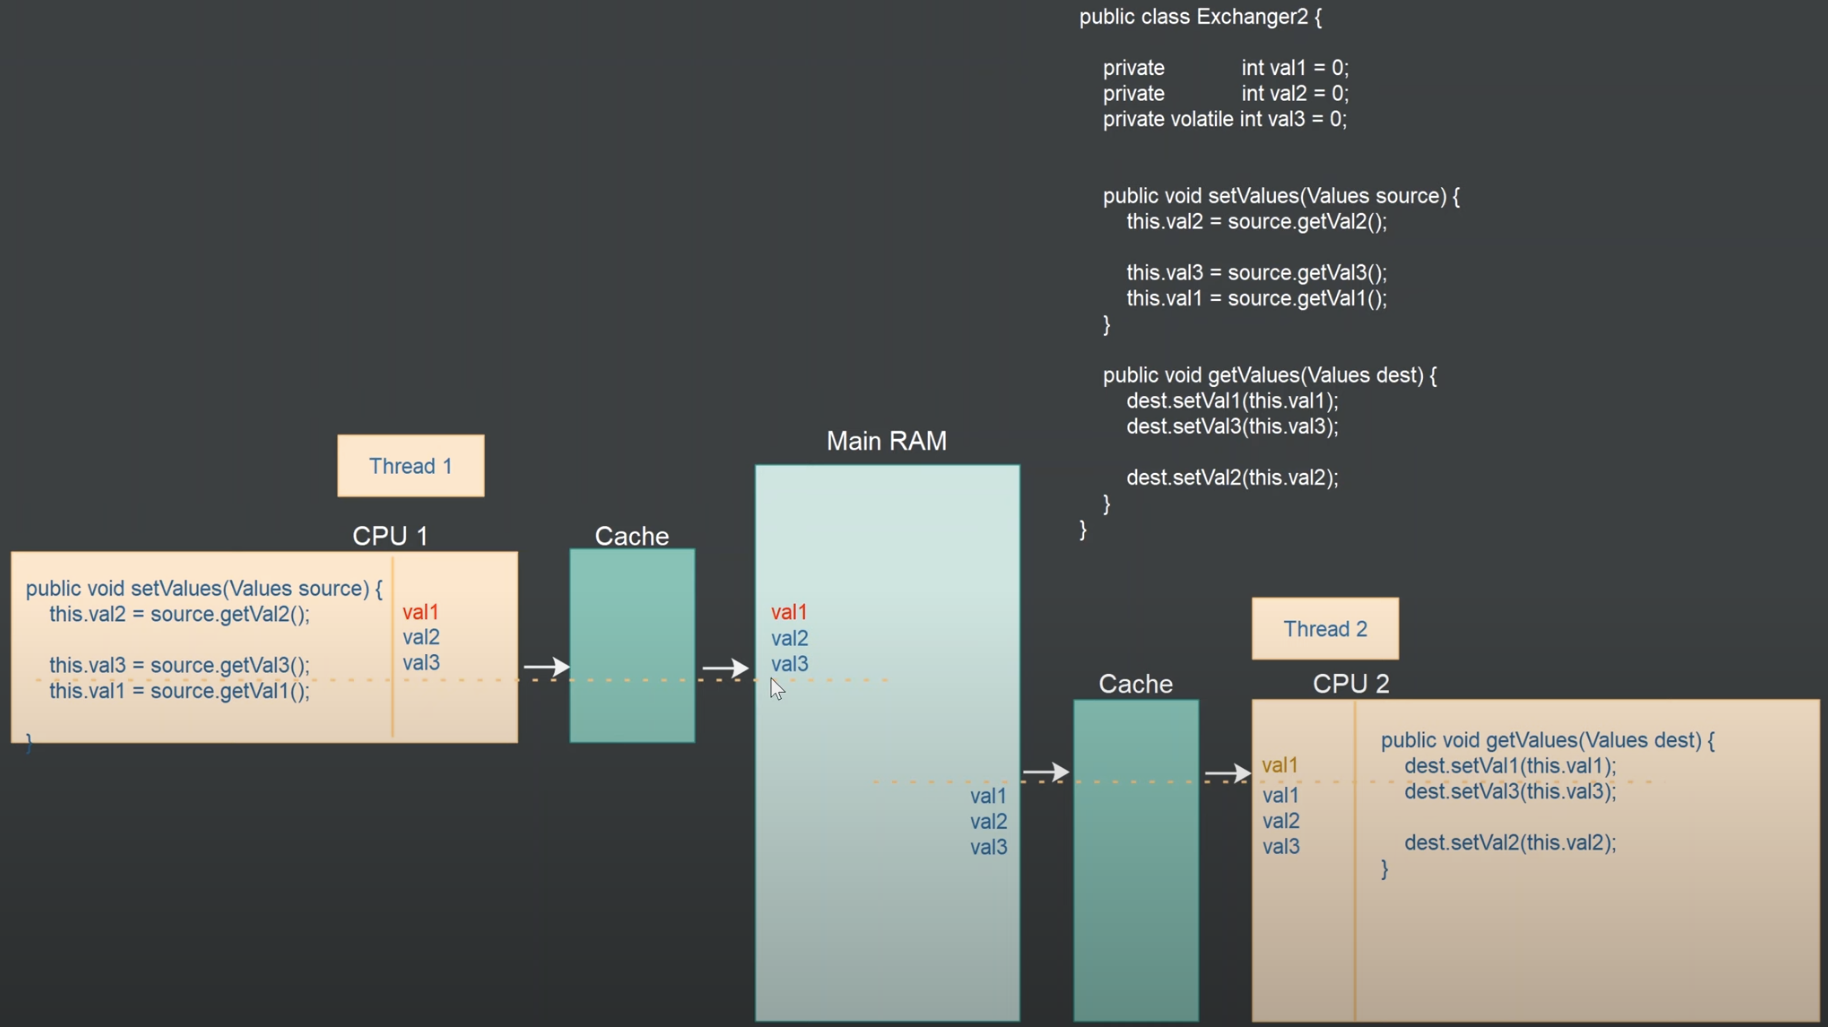 public class Exchanger2 {
private int val1 = 0;
private int val2 = 0;
private volatile int val3 = 0;
public void setValues(Values source) {
this.val2 = source.getVal2();
this.val3 = source.getVal3();
this.val1 = source.getVal1();
}
public void getValues(Values dest) {
dest.setVal1(this.val1);
dest.setVal3(this.val3);
dest.setVal2(this.val2);
}
}
Thread 1
CPU 1
public void setValues(Values source) {
this.val2 = source.getVal2();
this.val3 = source.getVal3();
this.val1 = source.getVal1();
}
val1
val2
val3
Cache
Main RAM
val1
val2
val3
val1
val2
val3
Cache
Thread 2
CPU 2
val1
val1
val2
val3
public void getValues(Values dest) {
dest.setVal1(this.val1);
dest.setVal3(this.val3);
dest.setVal2(this.val2);
}